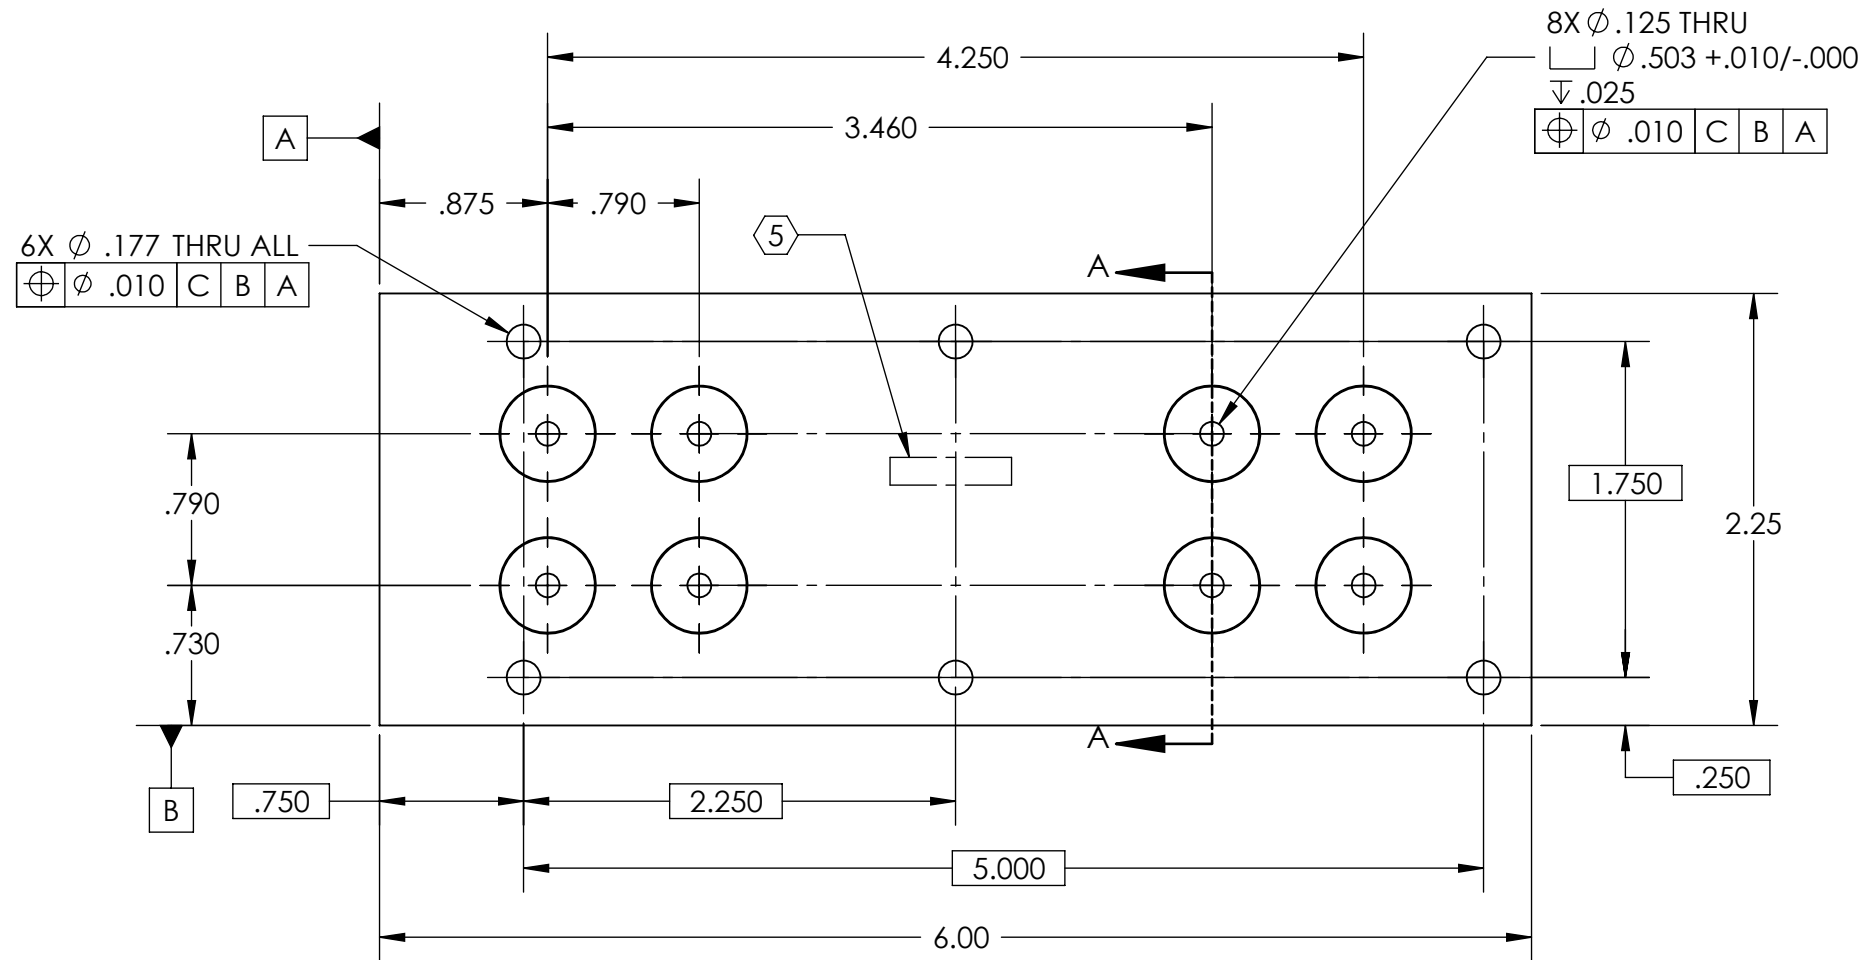 8X ⌀ .125 THRU
⌴ ⌀ .503 +.010/-.000
↧ .025
⌖ ⌀ .010 C B A
4.250
3.460
A
.875
.790
6X ⌀ .177 THRU ALL
⌖ ⌀ .010 C B A
5
A
.790
1.750
2.25
.730
A
B
.750
2.250
.250
5.000
6.00